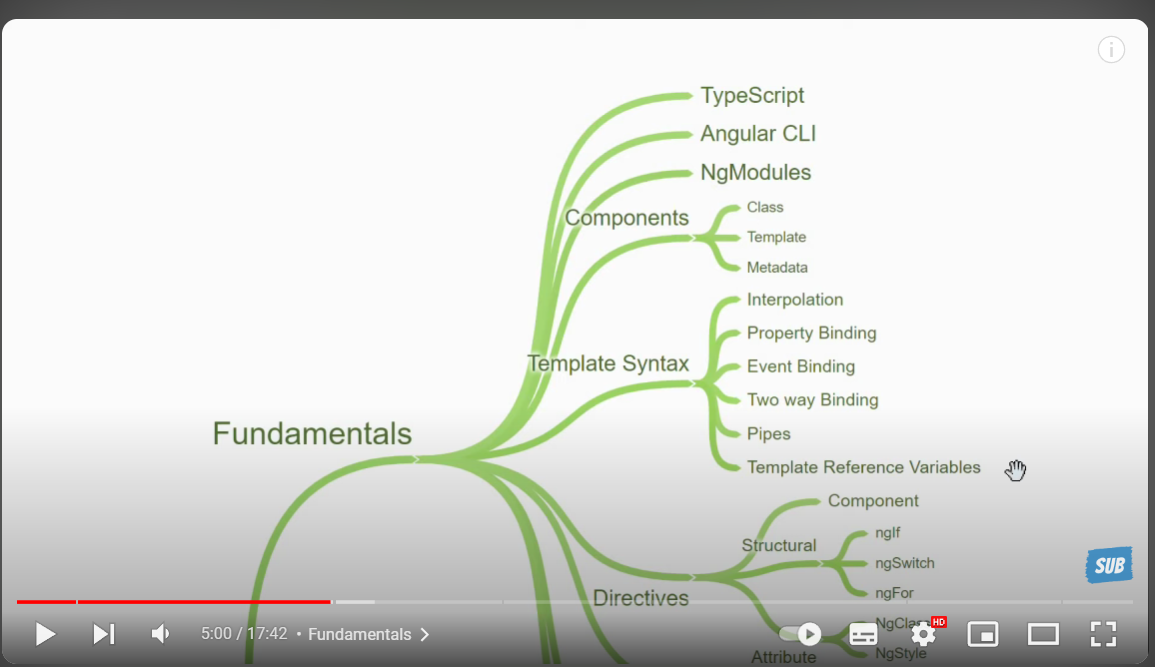 TypeScript
Angular CLI
NgModules
Components
Class
Template
Metadata
Interpolation
Property Binding
Template Syntax
Event Binding
Two way Binding
Pipes
Fundamentals
Template Reference Variables
Component
Structural
ngIf
ngSwitch
ngFor
Directives
SUB
NgClass
Attribute
NgStyle
5:00 / 17:42 • Fundamentals
HD